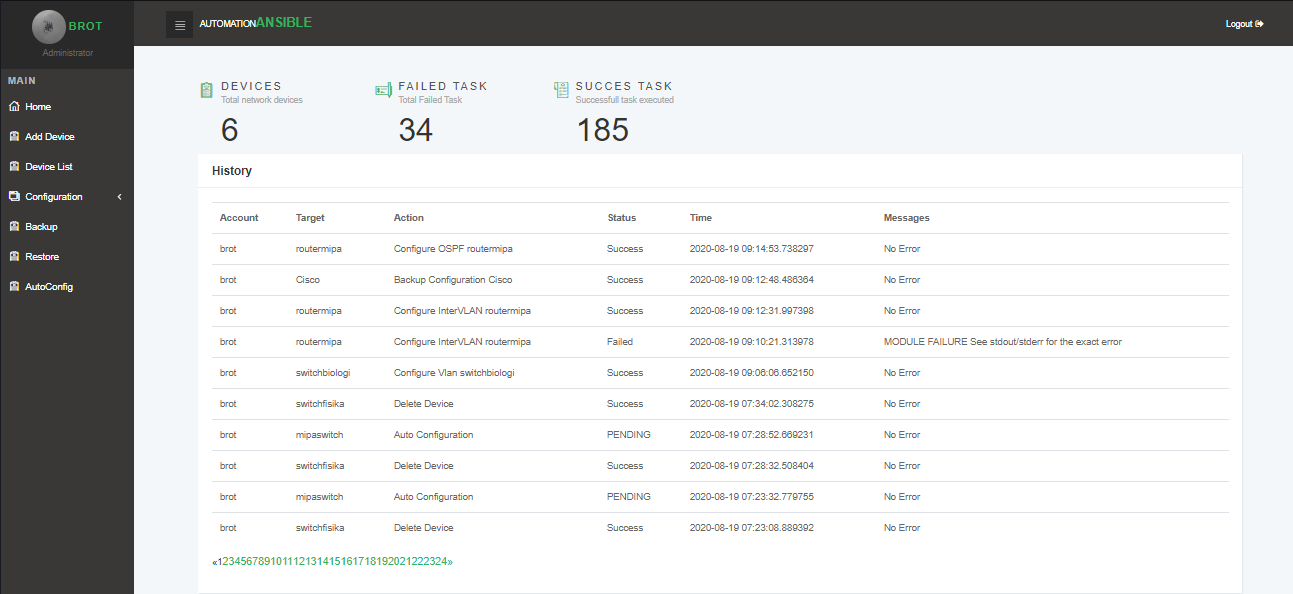 BROT
Administrator
MAIN
Home
Add Device
Device List
Configuration
Backup
Restore
AutoConfig
AUTOMATIONANSIBLE
Logout
DEVICES
Total network devices
6
FAILED TASK
Total Failed Task
34
SUCCES TASK
Successfull task executed
185
History
Account Target Action Status Time Messages
brot routermipa Configure OSPF routermipa Success 2020-08-19 09:14:53.738297 No Error
brot Cisco Backup Configuration Cisco Success 2020-08-19 09:12:48.486364 No Error
brot routermipa Configure InterVLAN routermipa Success 2020-08-19 09:12:31.997398 No Error
brot routermipa Configure InterVLAN routermipa Failed 2020-08-19 09:10:21.313978 MODULE FAILURE See stdout/stderr for the exact error
brot switchbiologi Configure Vlan switchbiologi Success 2020-08-19 09:06:06.652150 No Error
brot switchfisika Delete Device Success 2020-08-19 07:34:02.308275 No Error
brot mipaswitch Auto Configuration PENDING 2020-08-19 07:28:52.669231 No Error
brot switchfisika Delete Device Success 2020-08-19 07:28:32.508404 No Error
brot mipaswitch Auto Configuration PENDING 2020-08-19 07:23:32.779755 No Error
brot switchfisika Delete Device Success 2020-08-19 07:23:08.889392 No Error
«123456789101112131415161718192021222324»